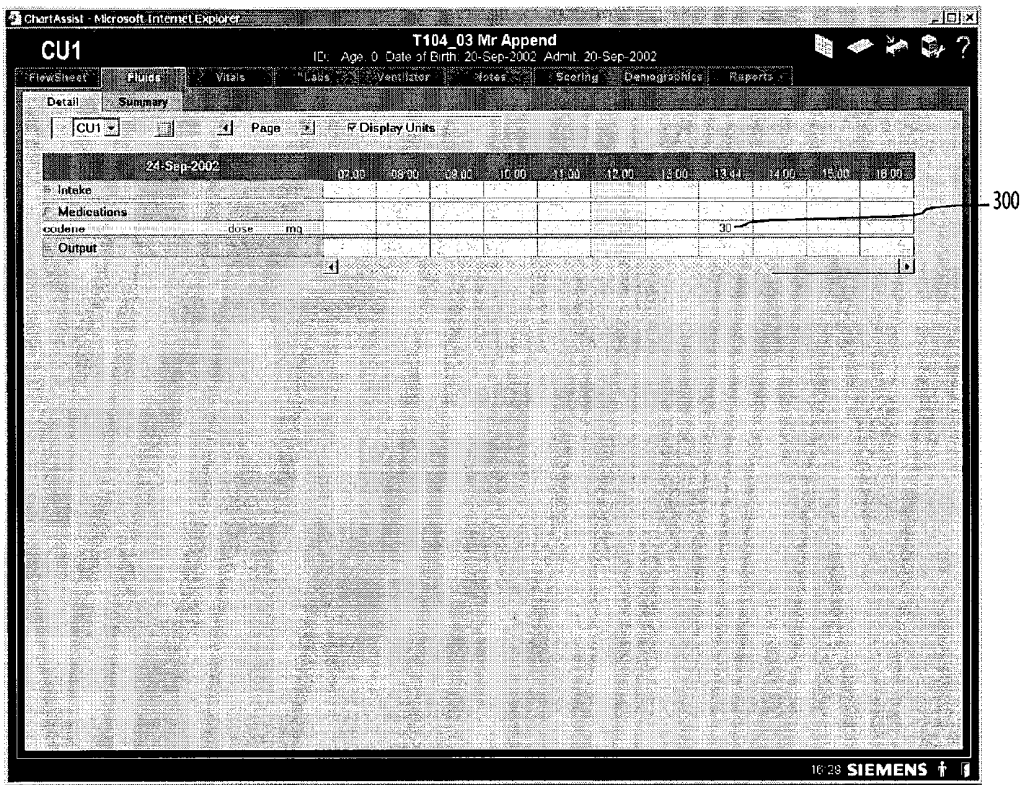 ChartAssist - Microsoft Internet Explorer
CU1
T104_03 Mr Append
ID: Age: 0 Date of Birth: 20-Sep-2002 Admit: 20-Sep-2002
FlowSheet Fluids Vitals Labs Ventilator Notes Scoring Demographics Reports
Detail Summary
CU1 Page Display Units
24-Sep-2002 07:00 08:00 09:00 10:00 11:00 12:00 13:00 13:44 14:00 15:00 16:00
Intake
300
Medications
codene dose mg 30
Output
16:29 SIEMENS